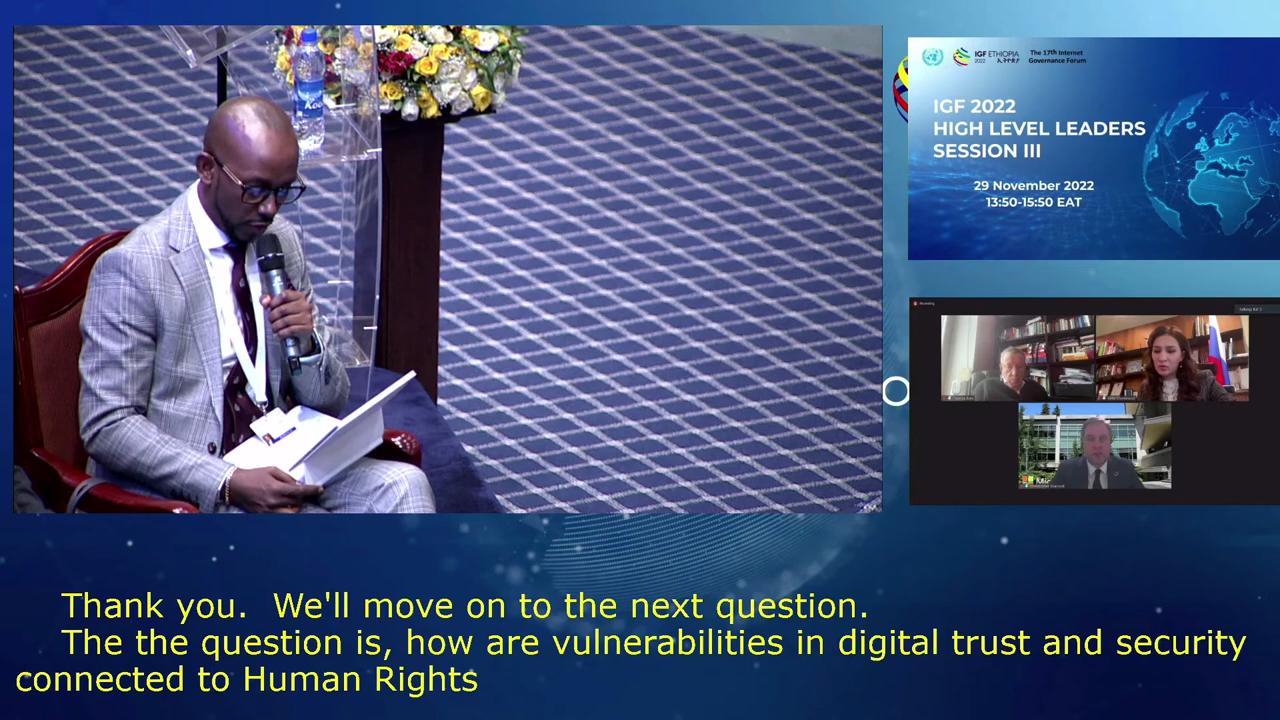 IGF ETHIOPIA
2022 ኢትዮጵያ
The 17th Internet
Governance Forum
IGF 2022
HIGH LEVEL LEADERS
SESSION III
29 November 2022
13:50-15:50 EAT
Thank you. We'll move on to the next question.
The the question is, how are vulnerabilities in digital trust and security
connected to Human Rights